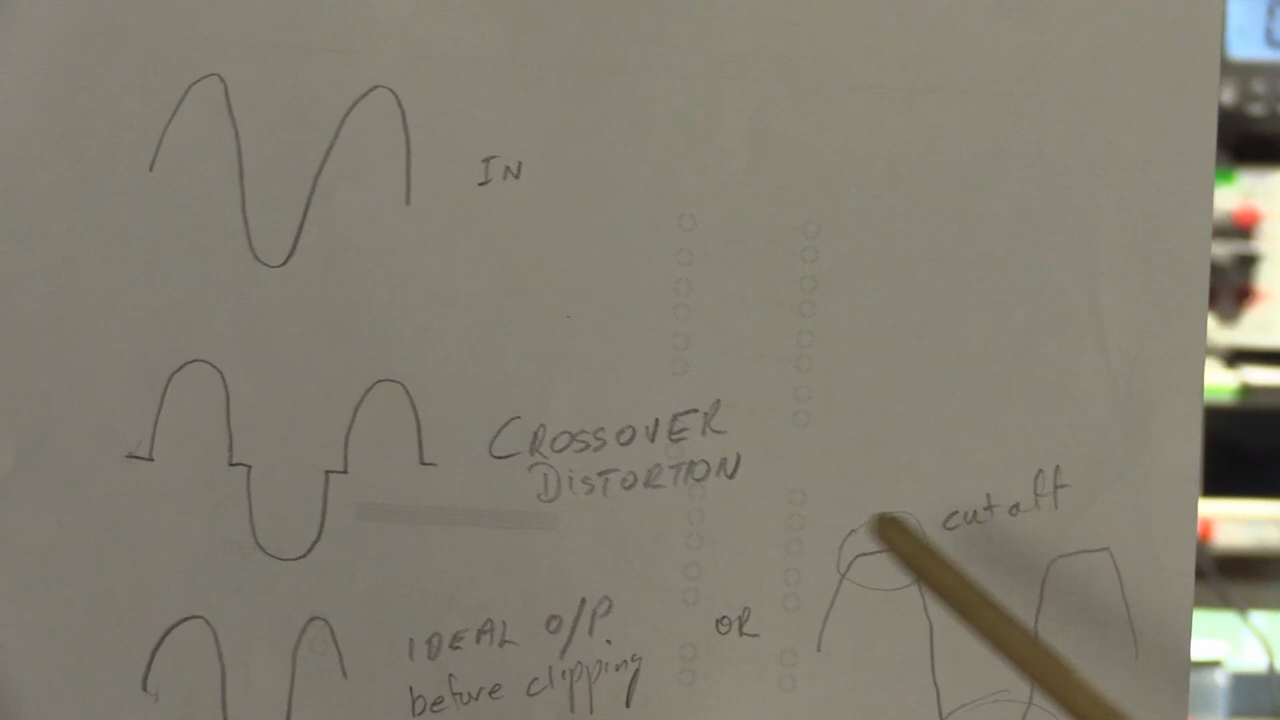 IN
CROSSOVER
DISTORTION
cutoff
IDEAL O/P.
before clipping
OR